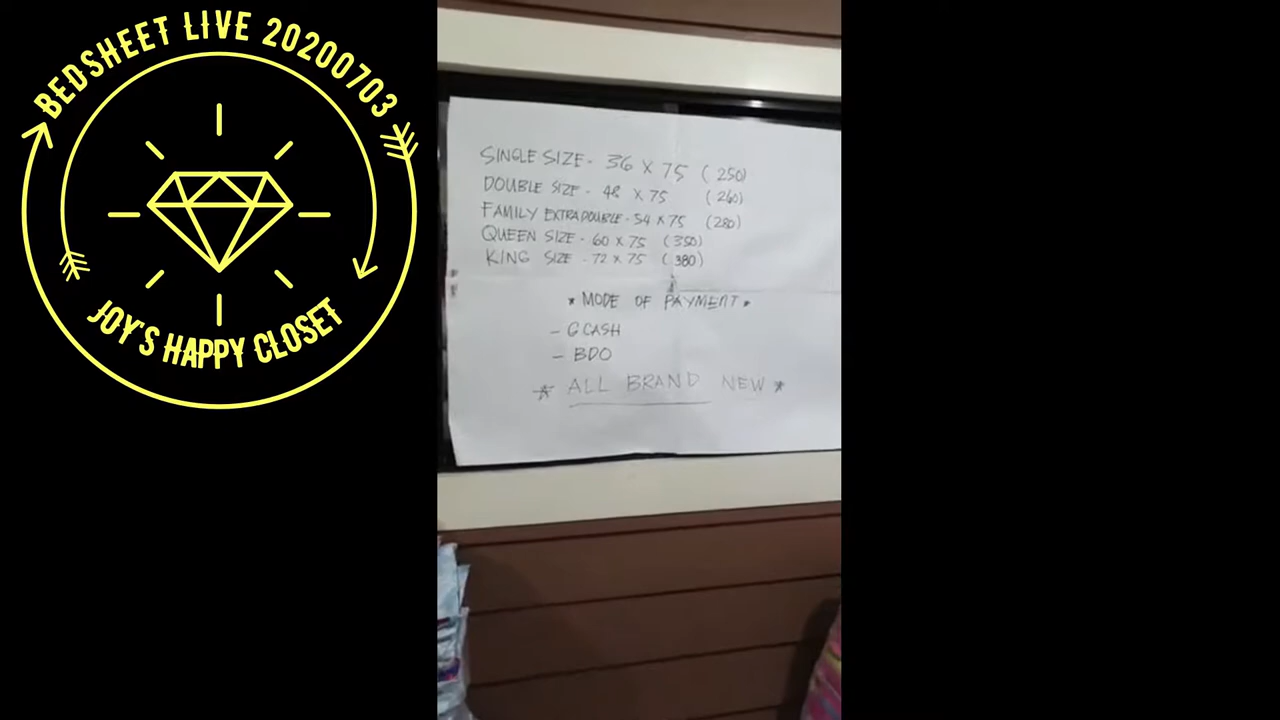 BEDSHEET LIVE 20200703
JOY'S HAPPY CLOSET
SINGLE SIZE - 36 X 75 (250)
DOUBLE SIZE - 48 X 75 (260)
FAMILY EXTRA DOUBLE - 54 X 75 (280)
QUEEN SIZE - 60 X 75 (350)
KING SIZE - 72 X 75 (380)
* MODE OF PAYMENT *
- GCASH
- BDO
* ALL BRAND NEW *